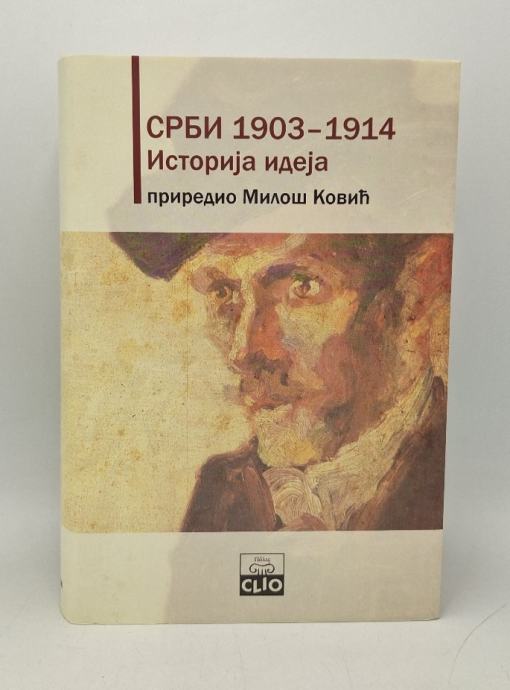 СРБИ 1903–1914
Историја идеја
приредио Милош Ковић
CLIO